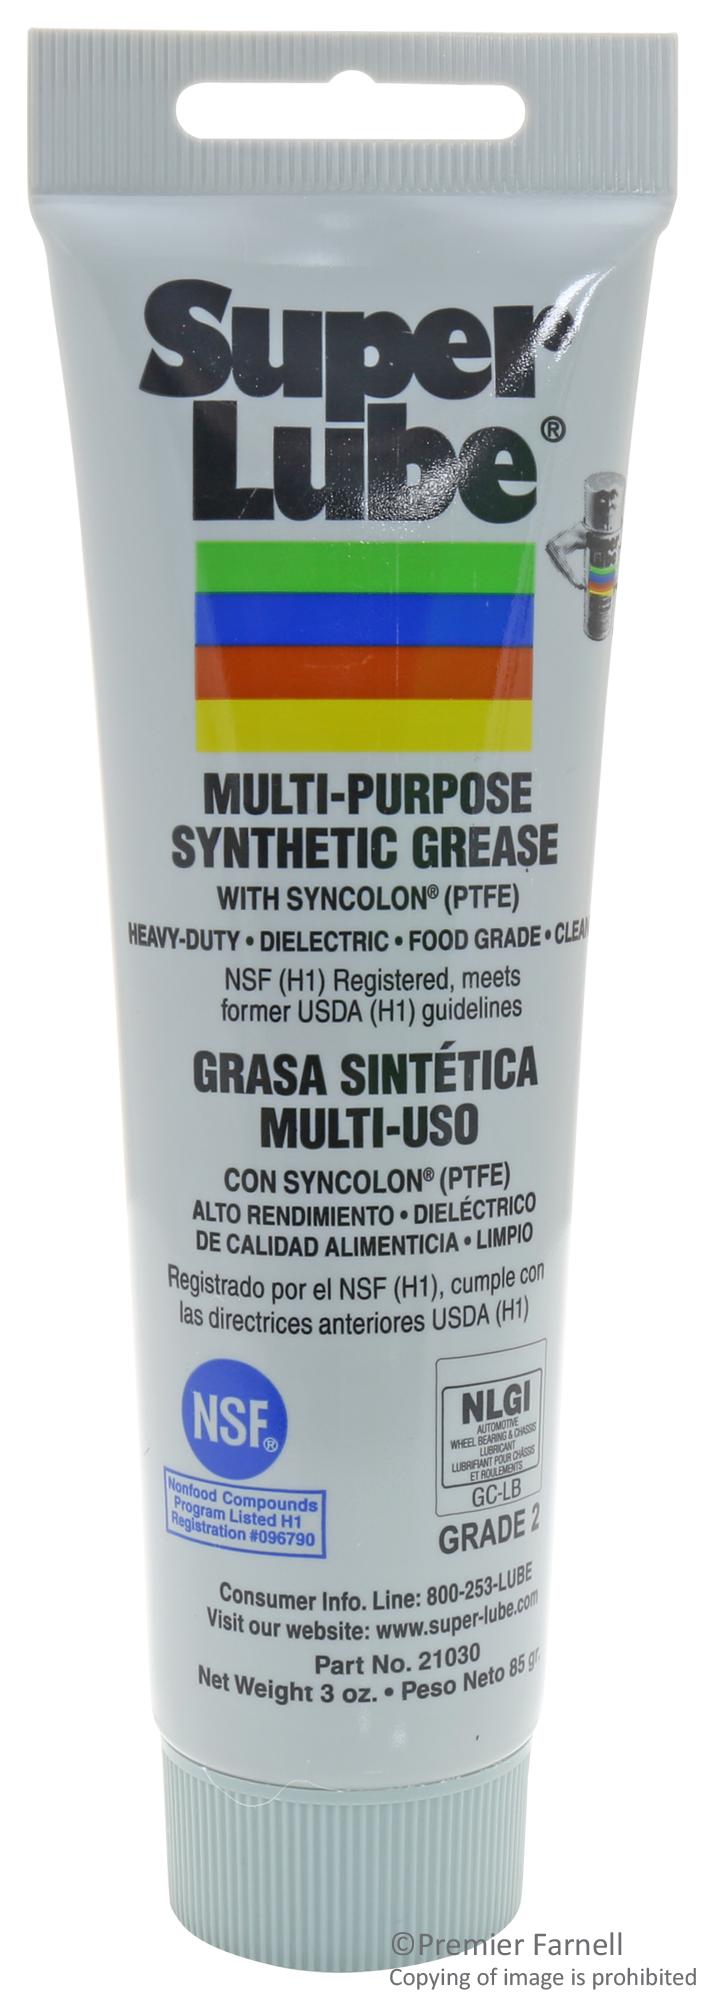 Super
Lube®
MULTI-PURPOSE
SYNTHETIC GREASE
WITH SYNCOLON® (PTFE)
HEAVY-DUTY • DIELECTRIC • FOOD GRADE • CLEAN
NSF (H1) Registered, meets
former USDA (H1) guidelines
GRASA SINTÉTICA
MULTI-USO
CON SYNCOLON® (PTFE)
ALTO RENDIMIENTO • DIELÉCTRICO
DE CALIDAD ALIMENTICIA • LIMPIO
Registrado por el NSF (H1), cumple con
las directrices anteriores USDA (H1)
NSF®
Nonfood Compounds
Program Listed H1
Registration #096790
NLGI
AUTOMOTIVE
WHEEL BEARING & CHASSIS
LUBRICANT
LUBRIFIANT POUR CHÂSSIS
ET ROULEMENTS
GC-LB
GRADE 2
Consumer Info. Line: 800-253-LUBE
Visit our website: www.super-lube.com
Part No. 21030
Net Weight 3 oz. • Peso Neto 85 gr.
©Premier Farnell
Copying of image is prohibited